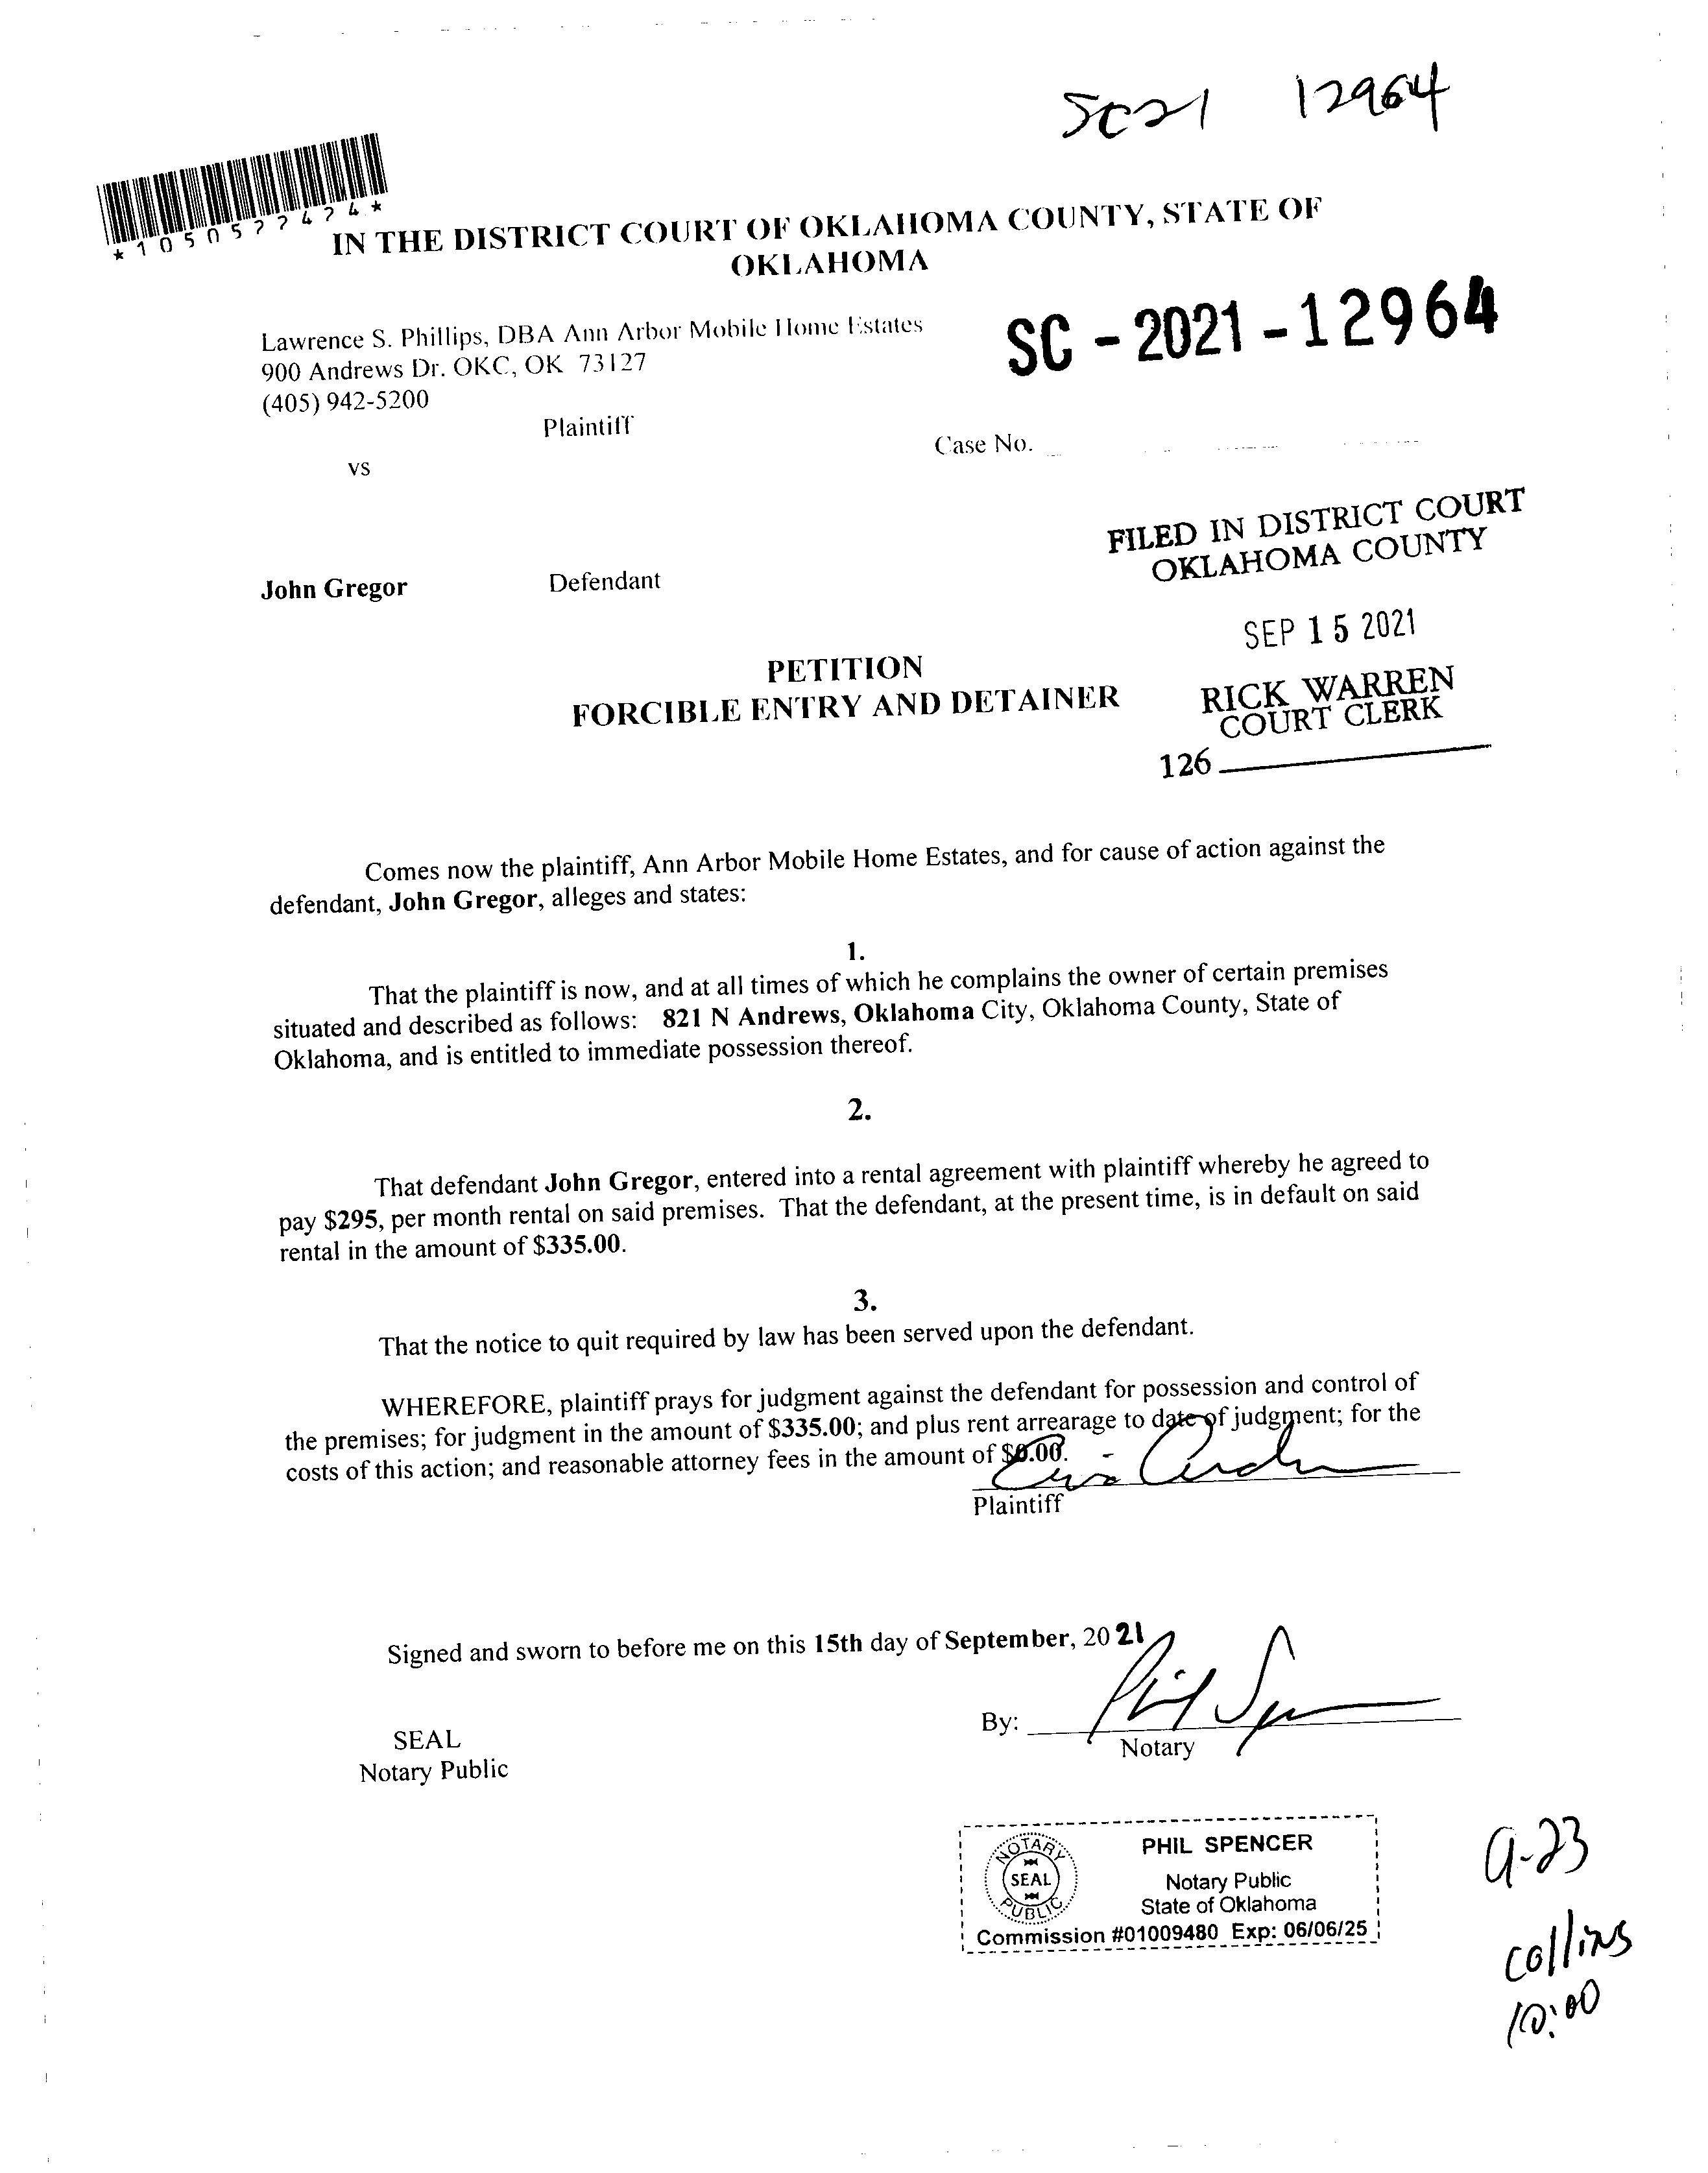 SC21 12964
*1050577474*
IN THE DISTRICT COURT OF OKLAHOMA COUNTY, STATE OF
OKLAHOMA
Lawrence S. Phillips, DBA Ann Arbor Mobile Home Estates
900 Andrews Dr. OKC, OK 73127
(405) 942-5200
Plaintiff
SC - 2021 - 12964
Case No.
vs
John Gregor Defendant
FILED IN DISTRICT COURT
OKLAHOMA COUNTY
SEP 15 2021
RICK WARREN
COURT CLERK
126
PETITION
FORCIBLE ENTRY AND DETAINER
Comes now the plaintiff, Ann Arbor Mobile Home Estates, and for cause of action against the
defendant, John Gregor, alleges and states:
1.
That the plaintiff is now, and at all times of which he complains the owner of certain premises
situated and described as follows: 821 N Andrews, Oklahoma City, Oklahoma County, State of
Oklahoma, and is entitled to immediate possession thereof.
2.
That defendant John Gregor, entered into a rental agreement with plaintiff whereby he agreed to
pay $295, per month rental on said premises. That the defendant, at the present time, is in default on said
rental in the amount of $335.00.
3.
That the notice to quit required by law has been served upon the defendant.
WHEREFORE, plaintiff prays for judgment against the defendant for possession and control of
the premises; for judgment in the amount of $335.00; and plus rent arrearage to date of judgment; for the
costs of this action; and reasonable attorney fees in the amount of $0.00.
Plaintiff
Signed and sworn to before me on this 15th day of September, 2021
By: Phil Spencer
Notary
SEAL
Notary Public
NOTARY
SEAL
PUBLIC
PHIL SPENCER
Notary Public
State of Oklahoma
Commission #01009480 Exp: 06/06/25
9-23
collins
10:00